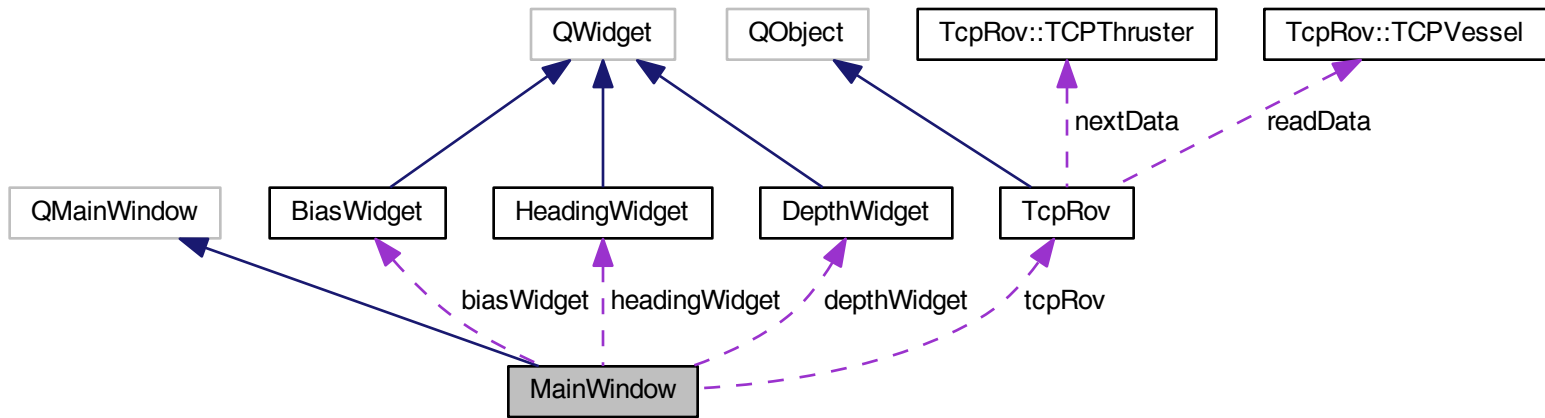 QWidget
QObject
TcpRov::TCPThruster
TcpRov::TCPVessel
nextData
readData
QMainWindow
BiasWidget
HeadingWidget
DepthWidget
TcpRov
biasWidget
headingWidget
depthWidget
tcpRov
MainWindow